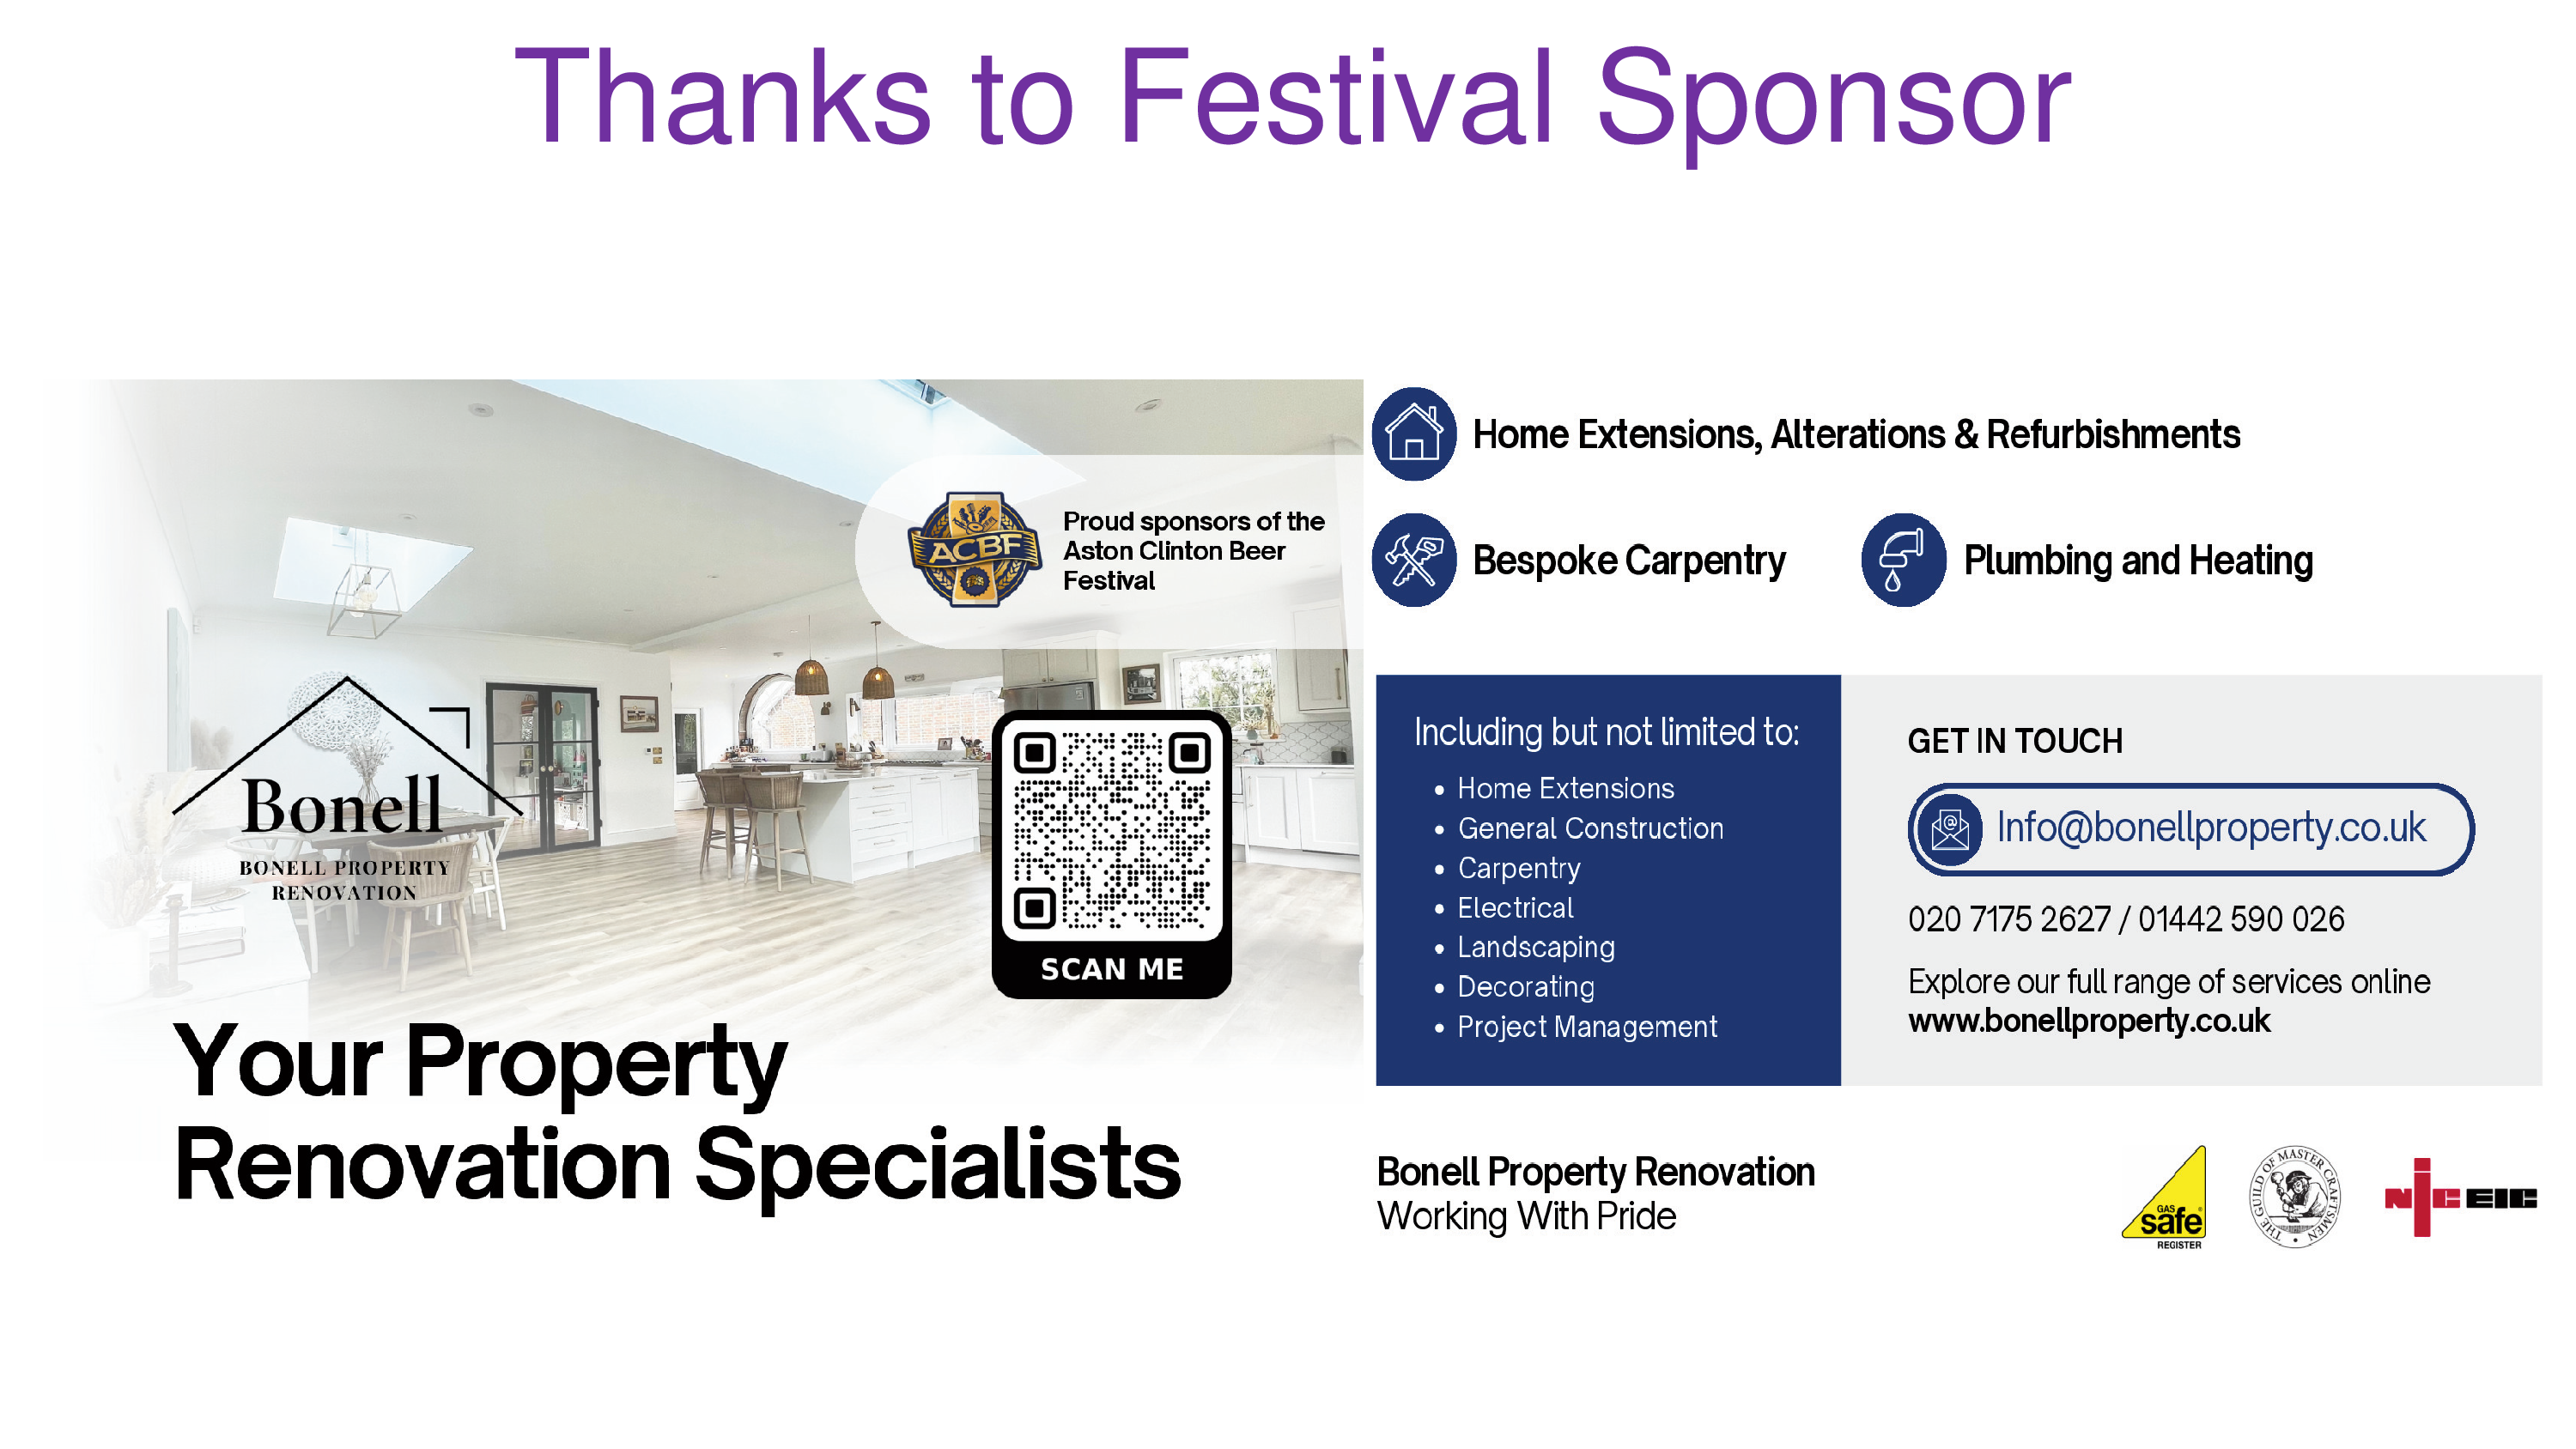 Thanks to Festival Sponsor
ACBF
Proud sponsors of the
Aston Clinton Beer
Festival
Bonell
BONELL PROPERTY
RENOVATION
SCAN ME
Your Property
Renovation Specialists
Home Extensions, Alterations & Refurbishments
Bespoke Carpentry
Plumbing and Heating
Including but not limited to:
• Home Extensions
• General Construction
• Carpentry
• Electrical
• Landscaping
• Decorating
• Project Management
GET IN TOUCH
Info@bonellproperty.co.uk
020 7175 2627 / 01442 590 026
Explore our full range of services online
www.bonellproperty.co.uk
Bonell Property Renovation
Working With Pride
GAS
safe
REGISTER
THE GUILD OF MASTER CRAFTSMEN
NICEIC